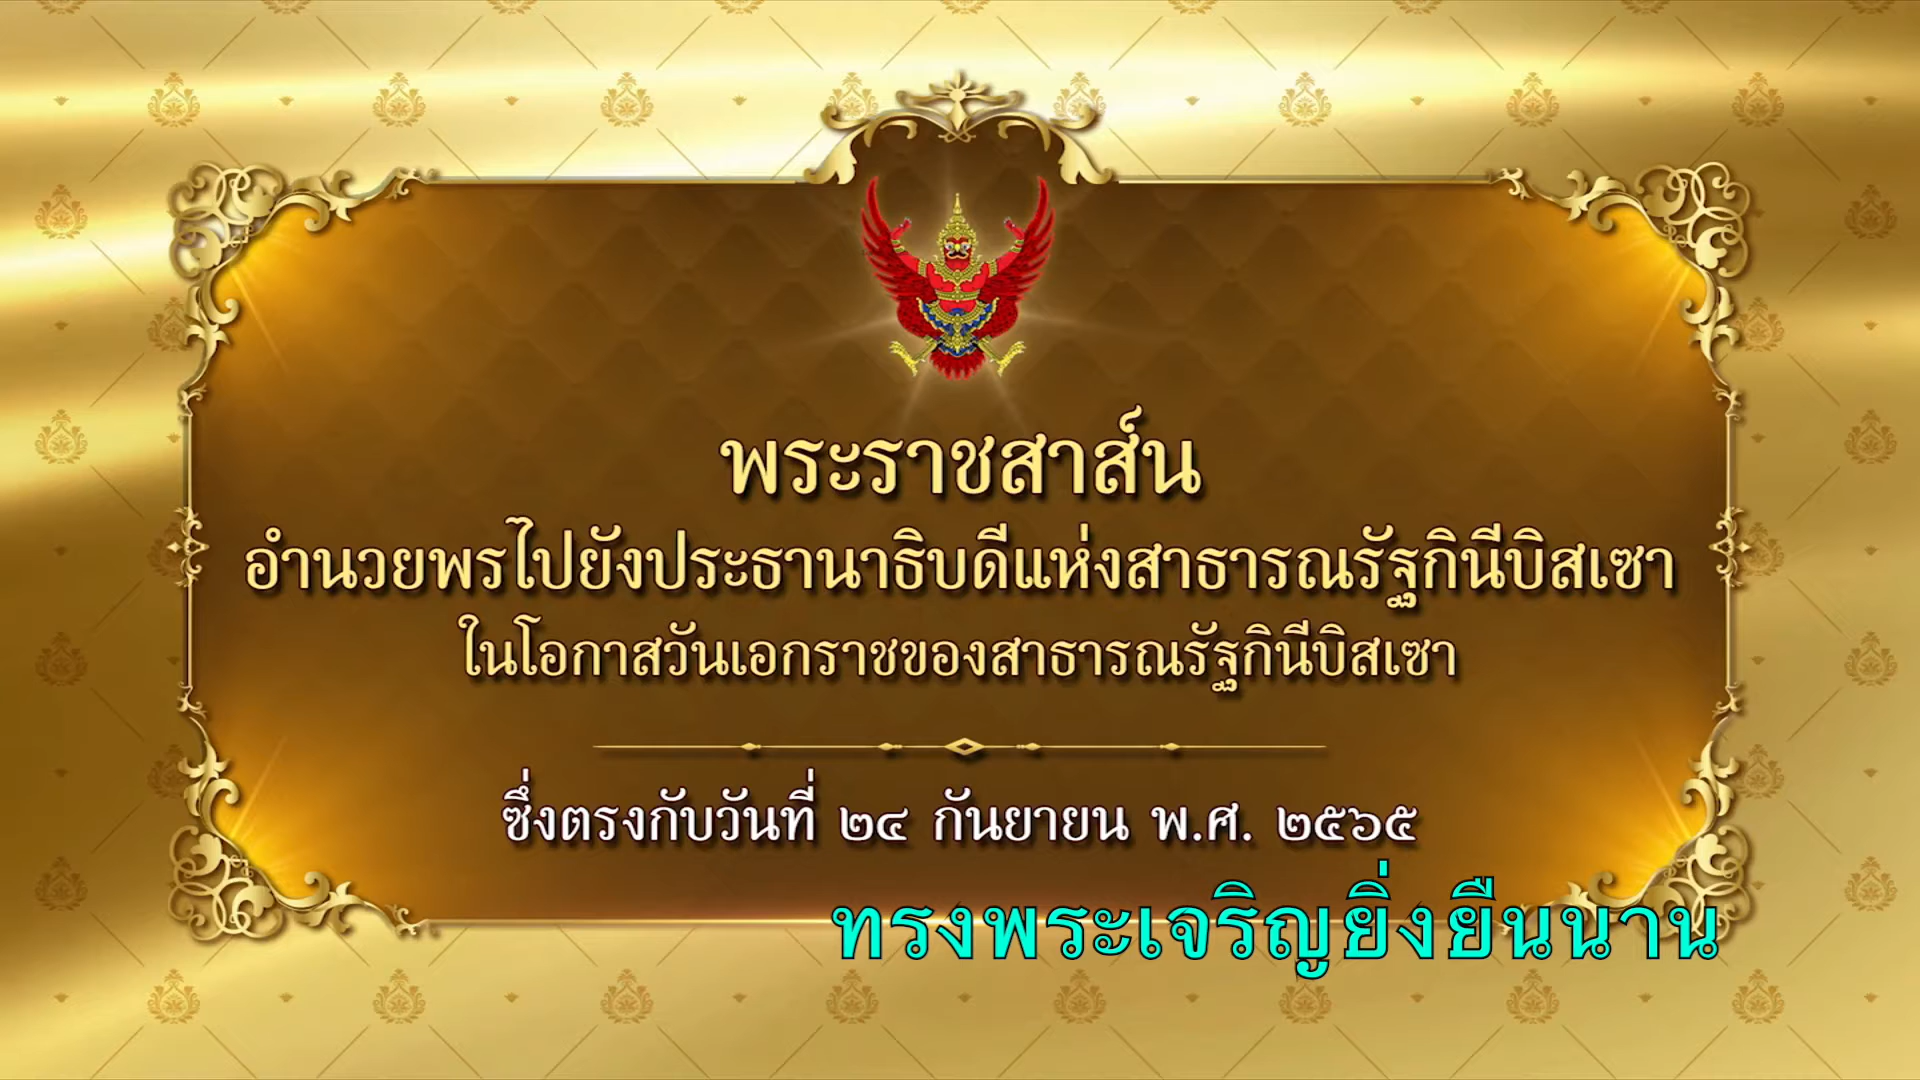 พระราชสาส์น
อำนวยพรไปยังประธานาธิบดีแห่งสาธารณรัฐกินีบิสเซา
ในโอกาสวันเอกราชของสาธารณรัฐกินีบิสเซา
ซึ่งตรงกับวันที่ ๒๔ กันยายน พ.ศ. ๒๕๖๕
ทรงพระเจริญยิ่งยืนนาน